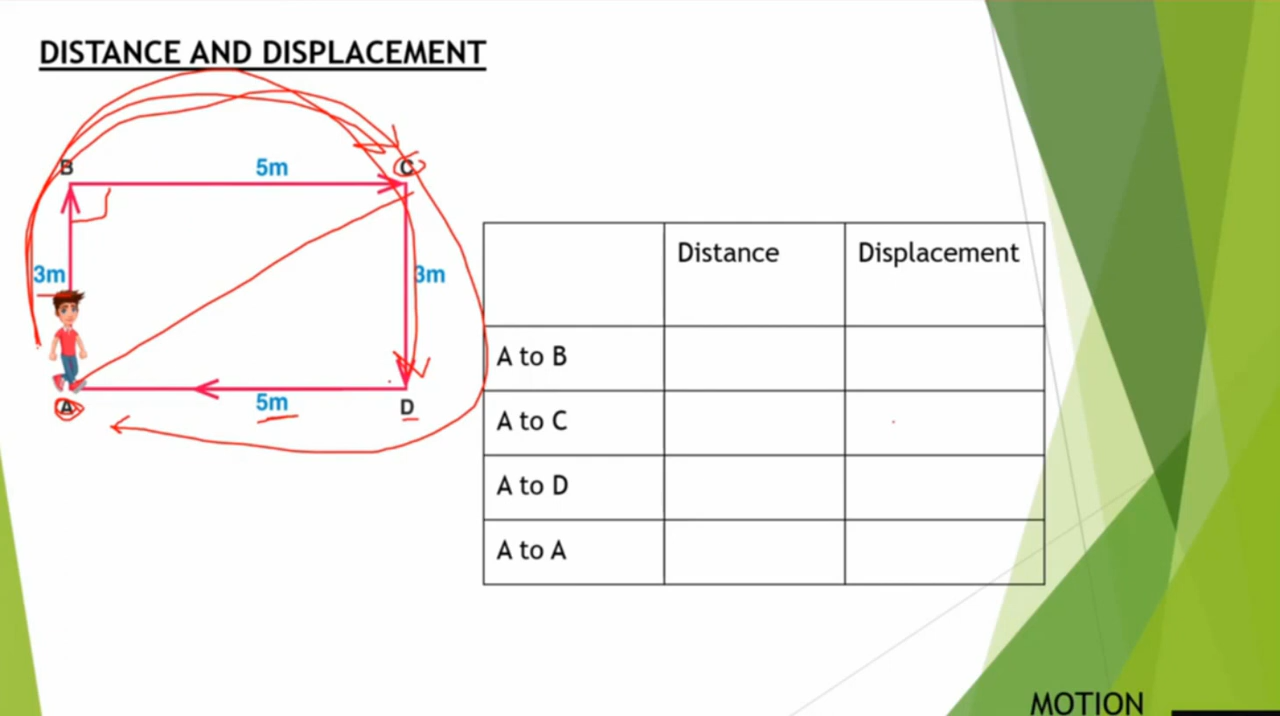 DISTANCE AND DISPLACEMENT
B
5m
C
3m
3m
A
5m
D
Distance Displacement
A to B
A to C
A to D
A to A
MOTION